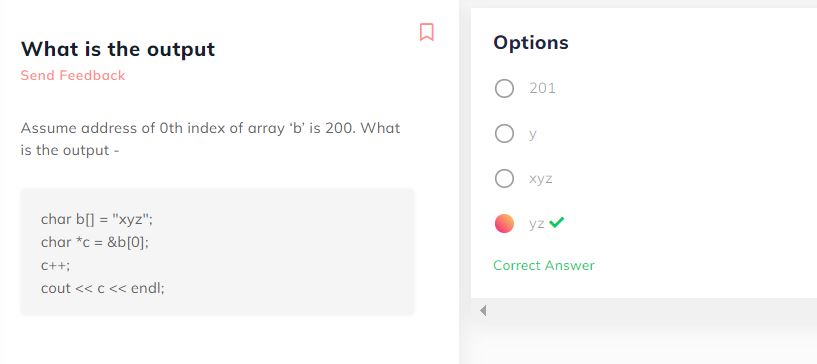 What is the output
Send Feedback
Assume address of 0th index of array ‘b’ is 200. What
is the output -
char b[] = "xyz";
char *c = &b[0];
c++;
cout << c << endl;
Options
201
y
xyz
yz
Correct Answer